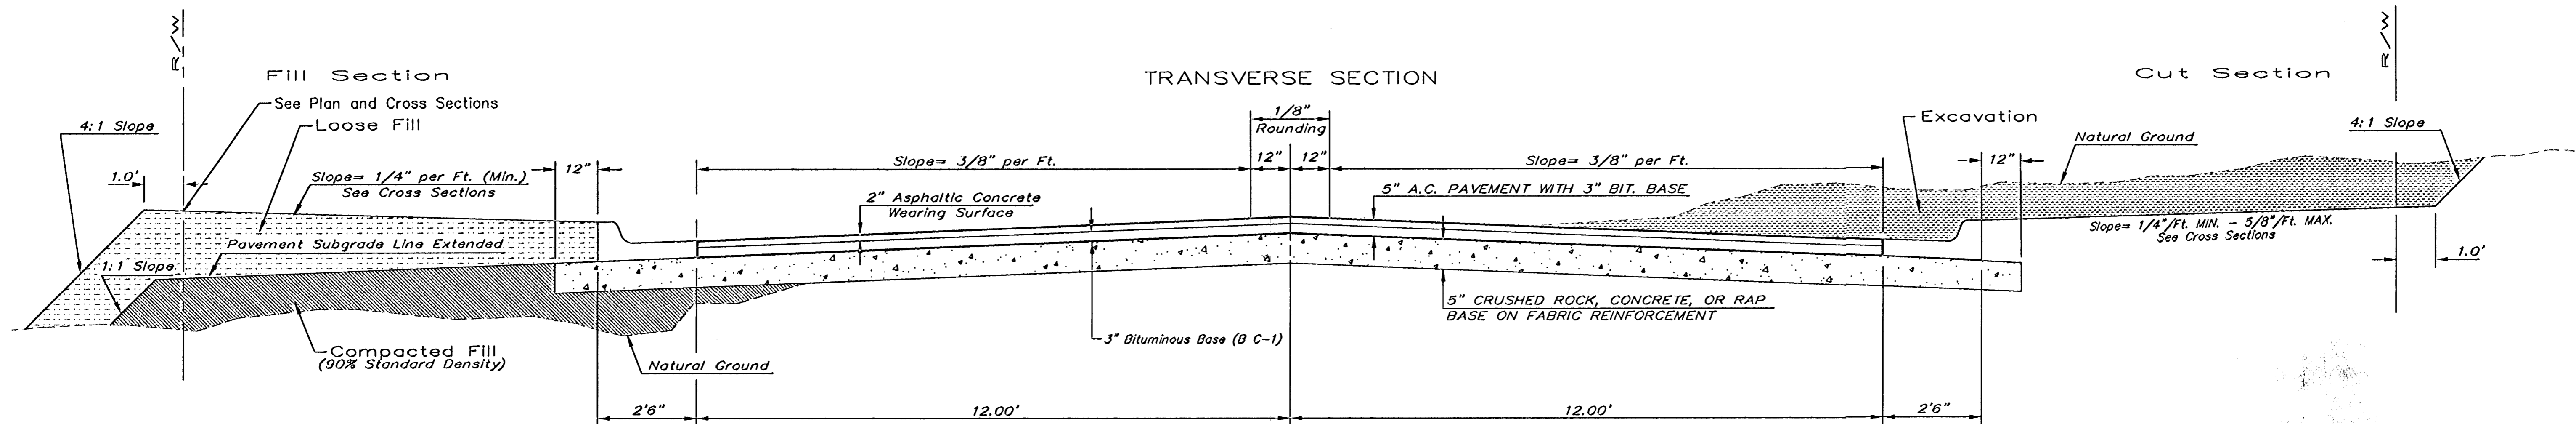 R/W
Fill Section
See Plan and Cross Sections
4:1 Slope
Loose Fill
1.0'
Slope= 1/4" per Ft. (Min.)
See Cross Sections
12"
Pavement Subgrade Line Extended
1:1 Slope
Compacted Fill
(90% Standard Density)
Natural Ground
TRANSVERSE SECTION
1/8"
Rounding
Slope= 3/8" per Ft.
12"
12"
Slope= 3/8" per Ft.
2" Asphaltic Concrete
Wearing Surface
5" A.C. PAVEMENT WITH 3" BIT. BASE
3" Bituminous Base (B C-1)
5" CRUSHED ROCK, CONCRETE, OR RAP
BASE ON FABRIC REINFORCEMENT
Cut Section
R/W
Excavation
Natural Ground
4:1 Slope
12"
Slope= 1/4"/Ft. MIN. - 5/8"/Ft. MAX.
See Cross Sections
1.0'
2'6"
12.00'
12.00'
2'6"